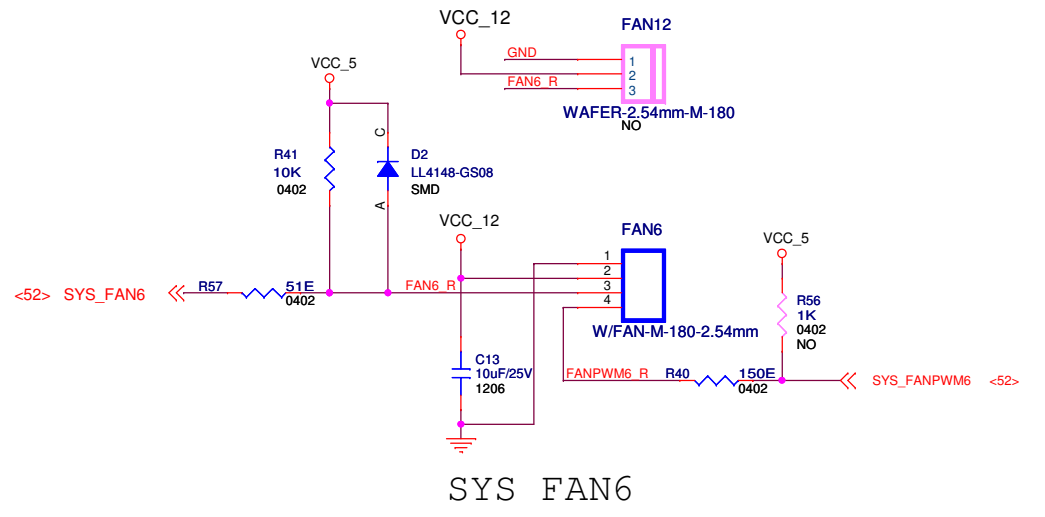 VCC_12
FAN12
GND
1
2
FAN6_R
3
WAFER-2.54mm-M-180
NO
VCC_5
C
R41
10K
0402
D2
LL4148-GS08
SMD
A
VCC_12
FAN6
1
2
3
4
W/FAN-M-180-2.54mm
VCC_5
<52> SYS_FAN6
R57
51E
0402
FAN6_R
R56
1K
0402
NO
C13
10uF/25V
1206
FANPWM6_R
R40
150E
0402
SYS_FANPWM6 <52>
SYS FAN6